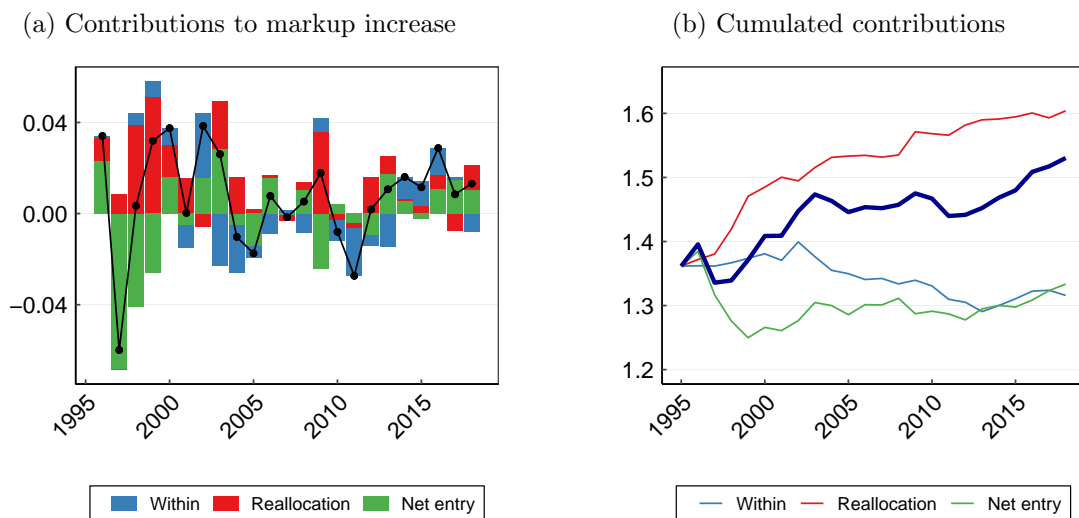 (a) Contributions to markup increase
0.04
0.00
−0.04
1995
2000
2005
2010
2015
Within
Reallocation
Net entry
(b) Cumulated contributions
1.6
1.5
1.4
1.3
1.2
1995
2000
2005
2010
2015
Within
Reallocation
Net entry